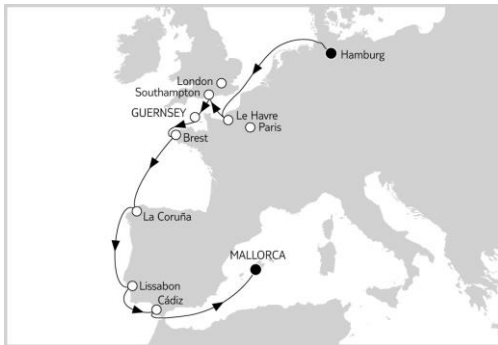 Hamburg
London
Southampton
GUERNSEY
Le Havre
Paris
Brest
La Coruña
MALLORCA
Lissabon
Cádiz